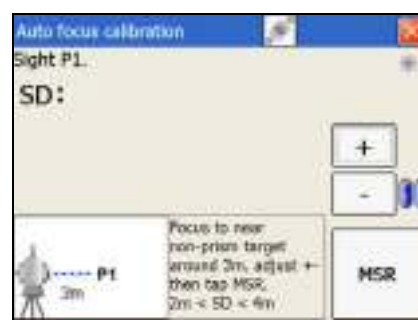 Auto focus calibration
Sight P1.
SD:
+
-
P1
3m
Focus to near
non-prism target
around 3m, adjust +-
then tap MSR.
2m < SD < 4m
MSR